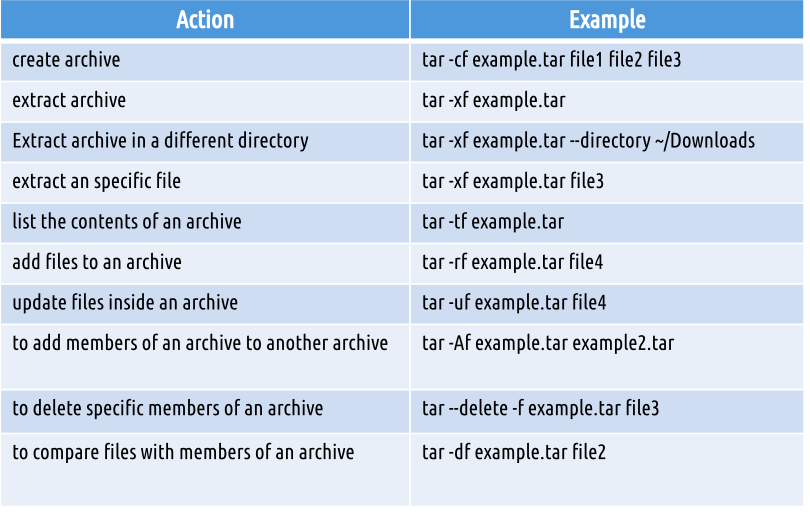 Action Example
create archive tar -cf example.tar file1 file2 file3
extract archive tar -xf example.tar
Extract archive in a different directory tar -xf example.tar --directory ~/Downloads
extract an specific file tar -xf example.tar file3
list the contents of an archive tar -tf example.tar
add files to an archive tar -rf example.tar file4
update files inside an archive tar -uf example.tar file4
to add members of an archive to another archive tar -Af example.tar example2.tar
to delete specific members of an archive tar --delete -f example.tar file3
to compare files with members of an archive tar -df example.tar file2